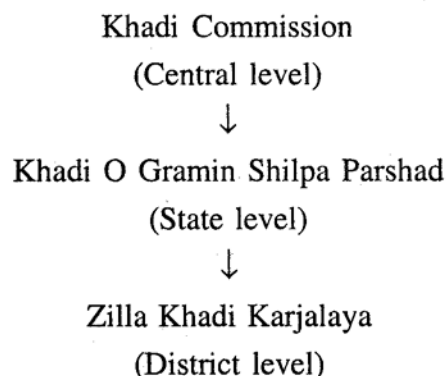 Khadi Commission
(Central level)
↓
Khadi O Gramin Shilpa Parshad
(State level)
↓
Zilla Khadi Karjalaya
(District level)